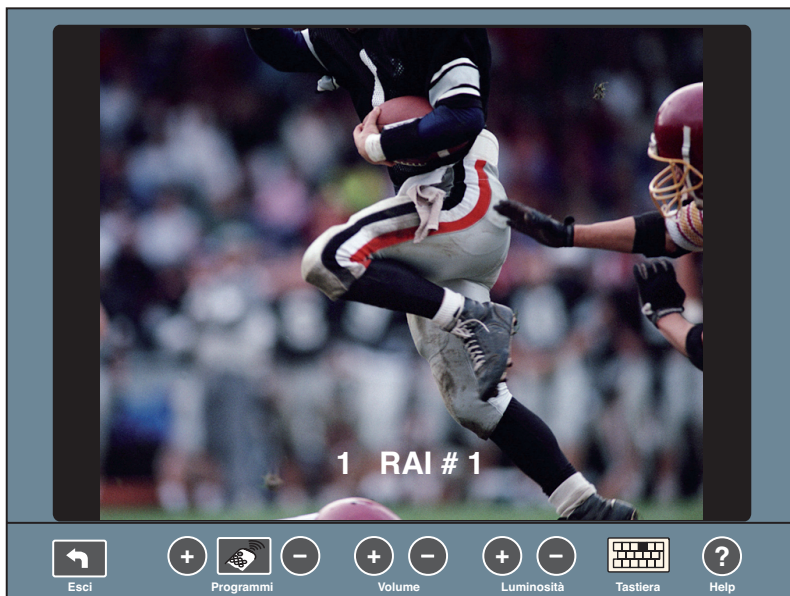 1 RAI # 1
Esci
Programmi
Volume
Luminosità
Tastiera
? Help